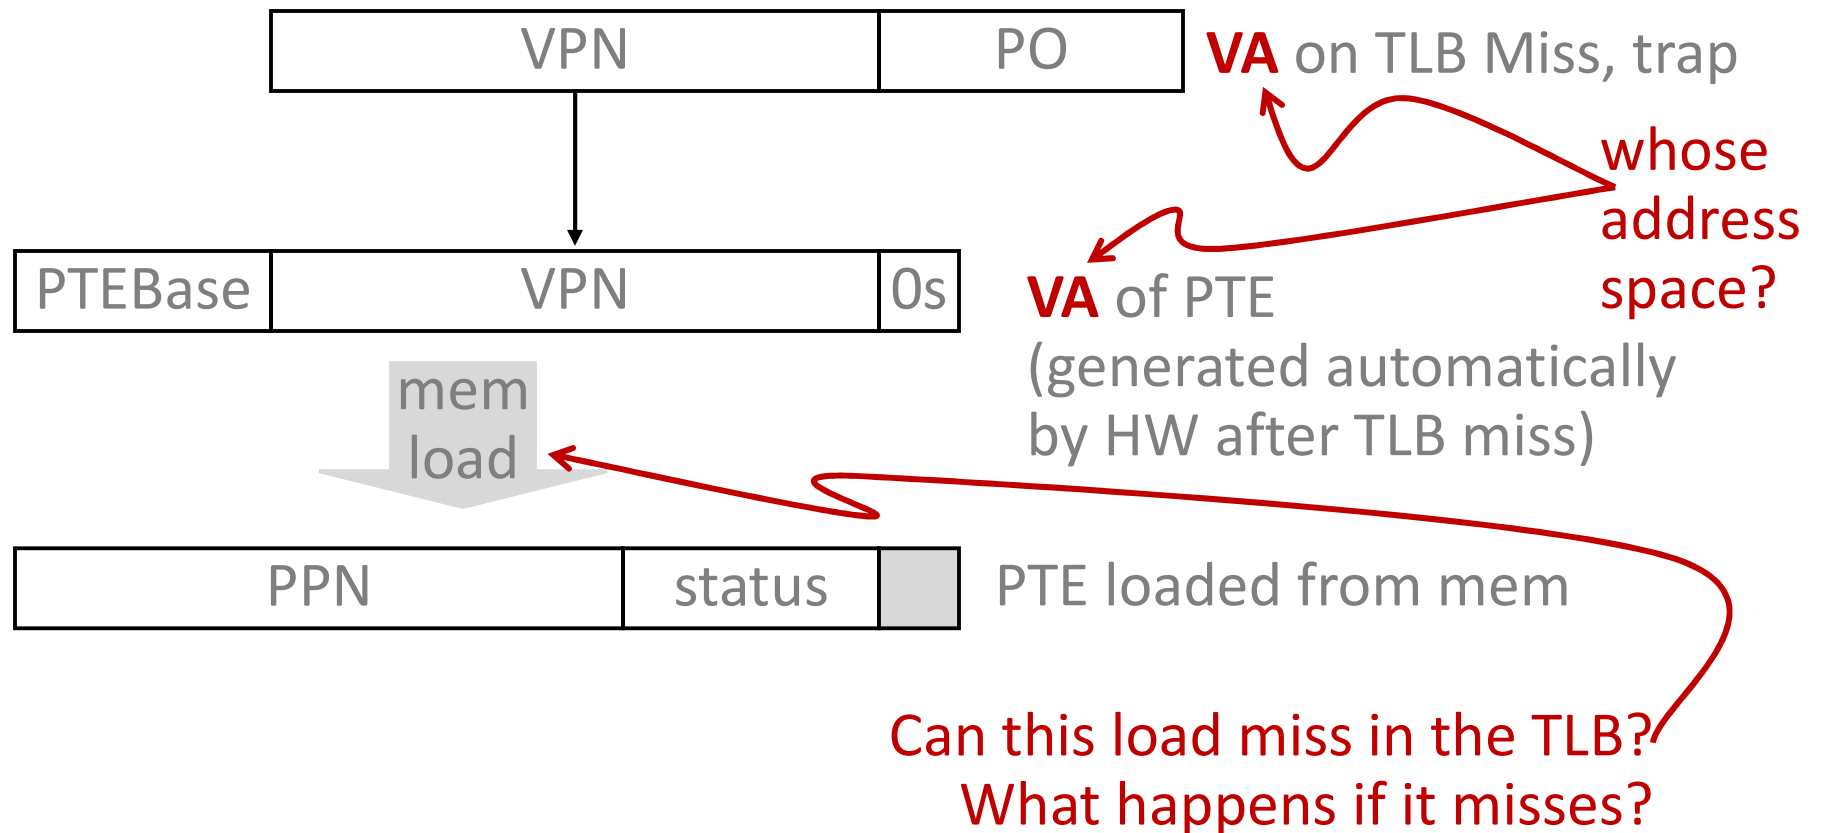 VPN PO VA on TLB Miss, trap
whose
address
space?
PTEBase VPN 0s VA of PTE
(generated automatically
by HW after TLB miss)
mem
load
PPN status PTE loaded from mem
Can this load miss in the TLB?
What happens if it misses?